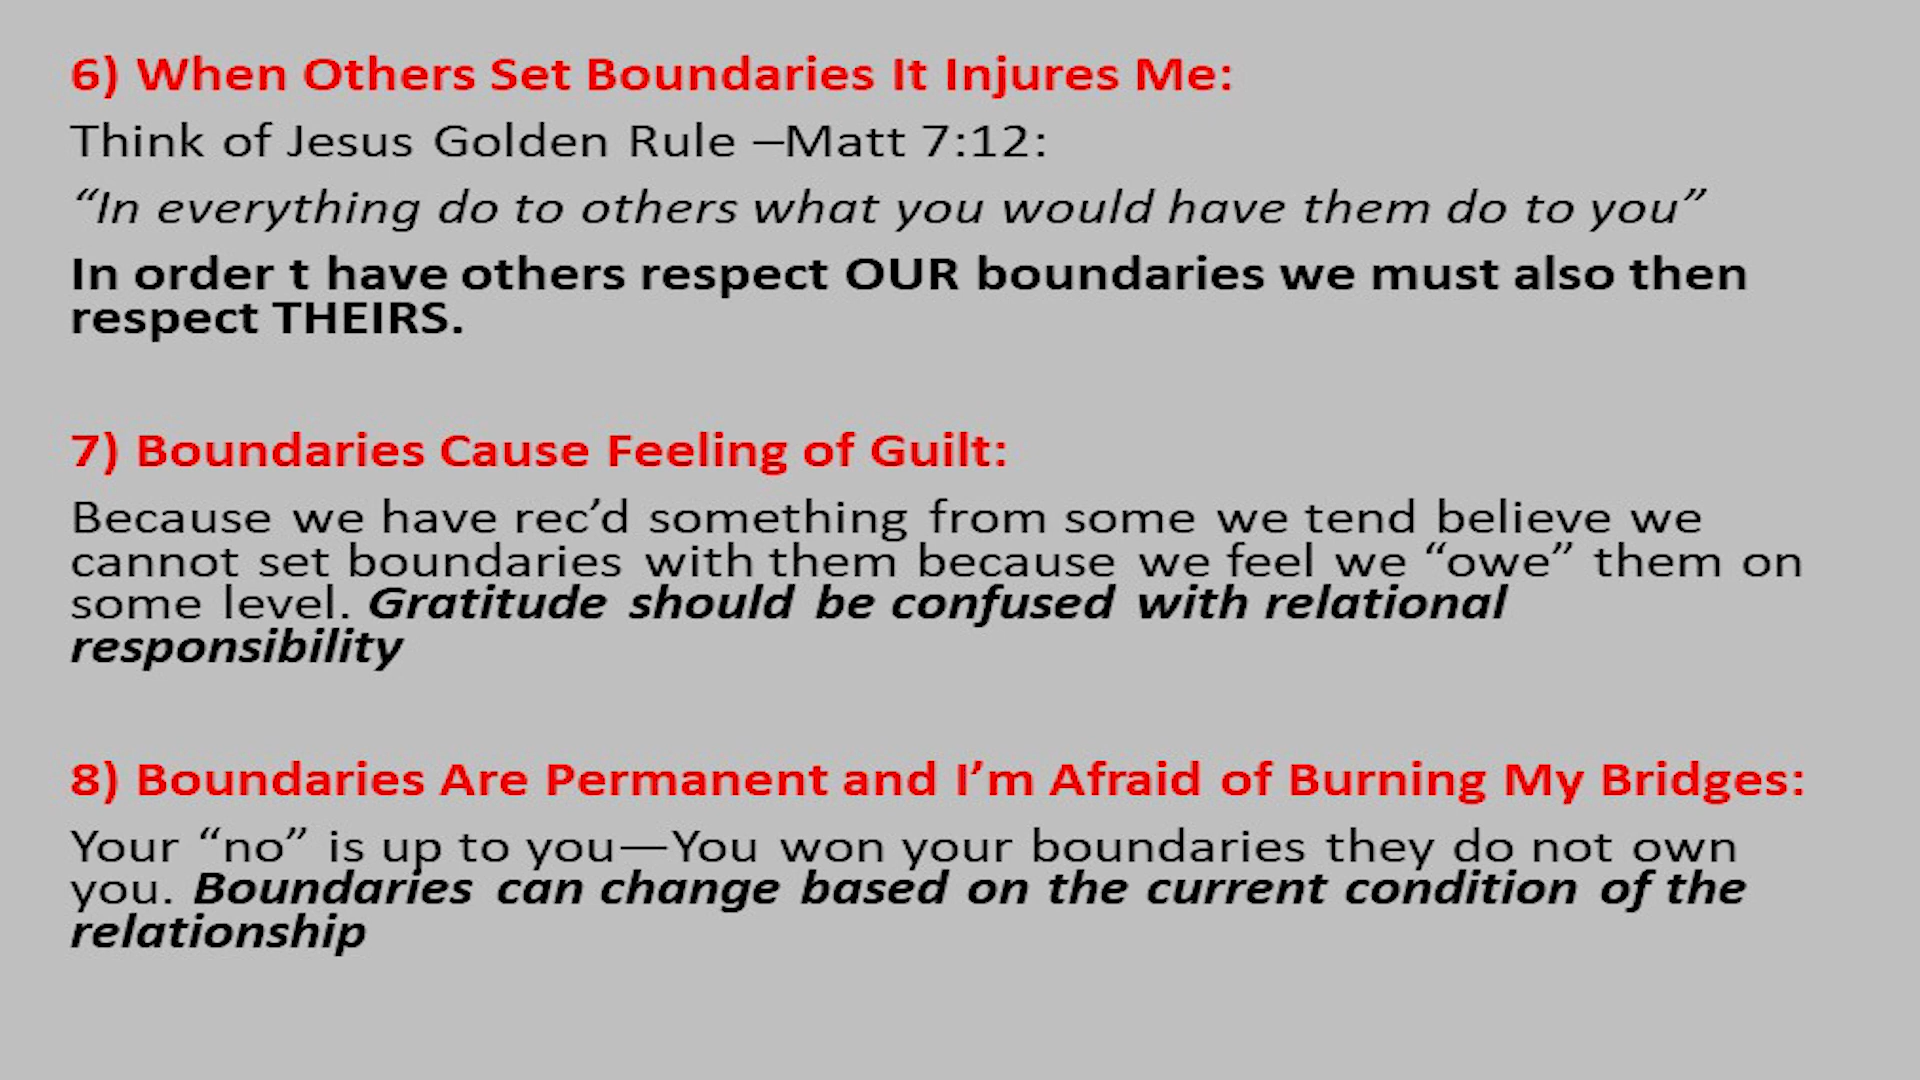 6) When Others Set Boundaries It Injures Me:
Think of Jesus Golden Rule –Matt 7:12:
“In everything do to others what you would have them do to you”
In order t have others respect OUR boundaries we must also then
respect THEIRS.
7) Boundaries Cause Feeling of Guilt:
Because we have rec’d something from some we tend believe we
cannot set boundaries with them because we feel we “owe” them on
some level. Gratitude should be confused with relational
responsibility
8) Boundaries Are Permanent and I’m Afraid of Burning My Bridges:
Your “no” is up to you—You won your boundaries they do not own
you. Boundaries can change based on the current condition of the
relationship